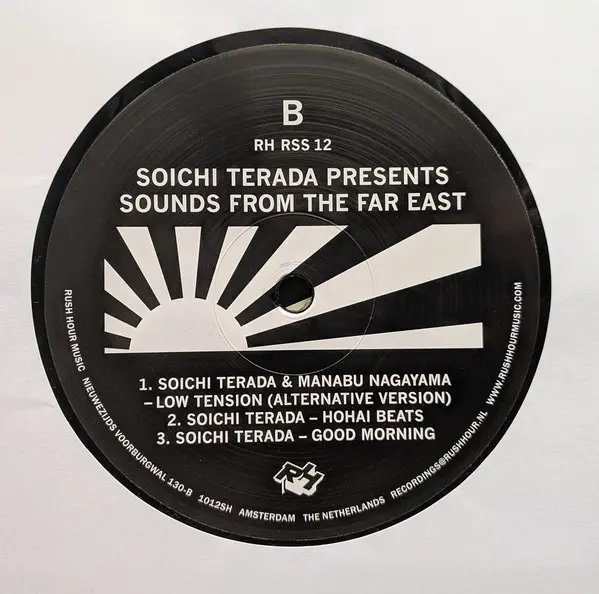 B
RH RSS 12
SOICHI TERADA PRESENTS
SOUNDS FROM THE FAR EAST
1. SOICHI TERADA & MANABU NAGAYAMA
– LOW TENSION (ALTERNATIVE VERSION)
2. SOICHI TERADA – HOHAI BEATS
3. SOICHI TERADA – GOOD MORNING
RH
RUSH HOUR MUSIC NIEUWEZIJDS VOORBURGWAL 130-B 1012SH AMSTERDAM THE NETHERLANDS RECORDINGS@RUSHHOUR.NL WWW.RUSHHOURMUSIC.COM